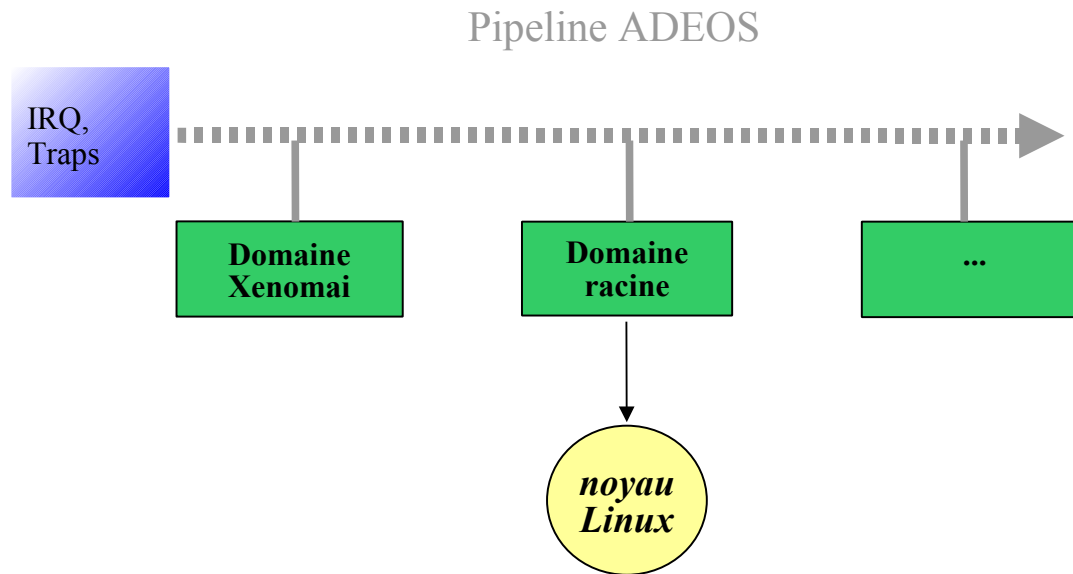 Pipeline ADEOS
IRQ,
Traps
Domaine
Xenomai
Domaine
racine
...
noyau
Linux